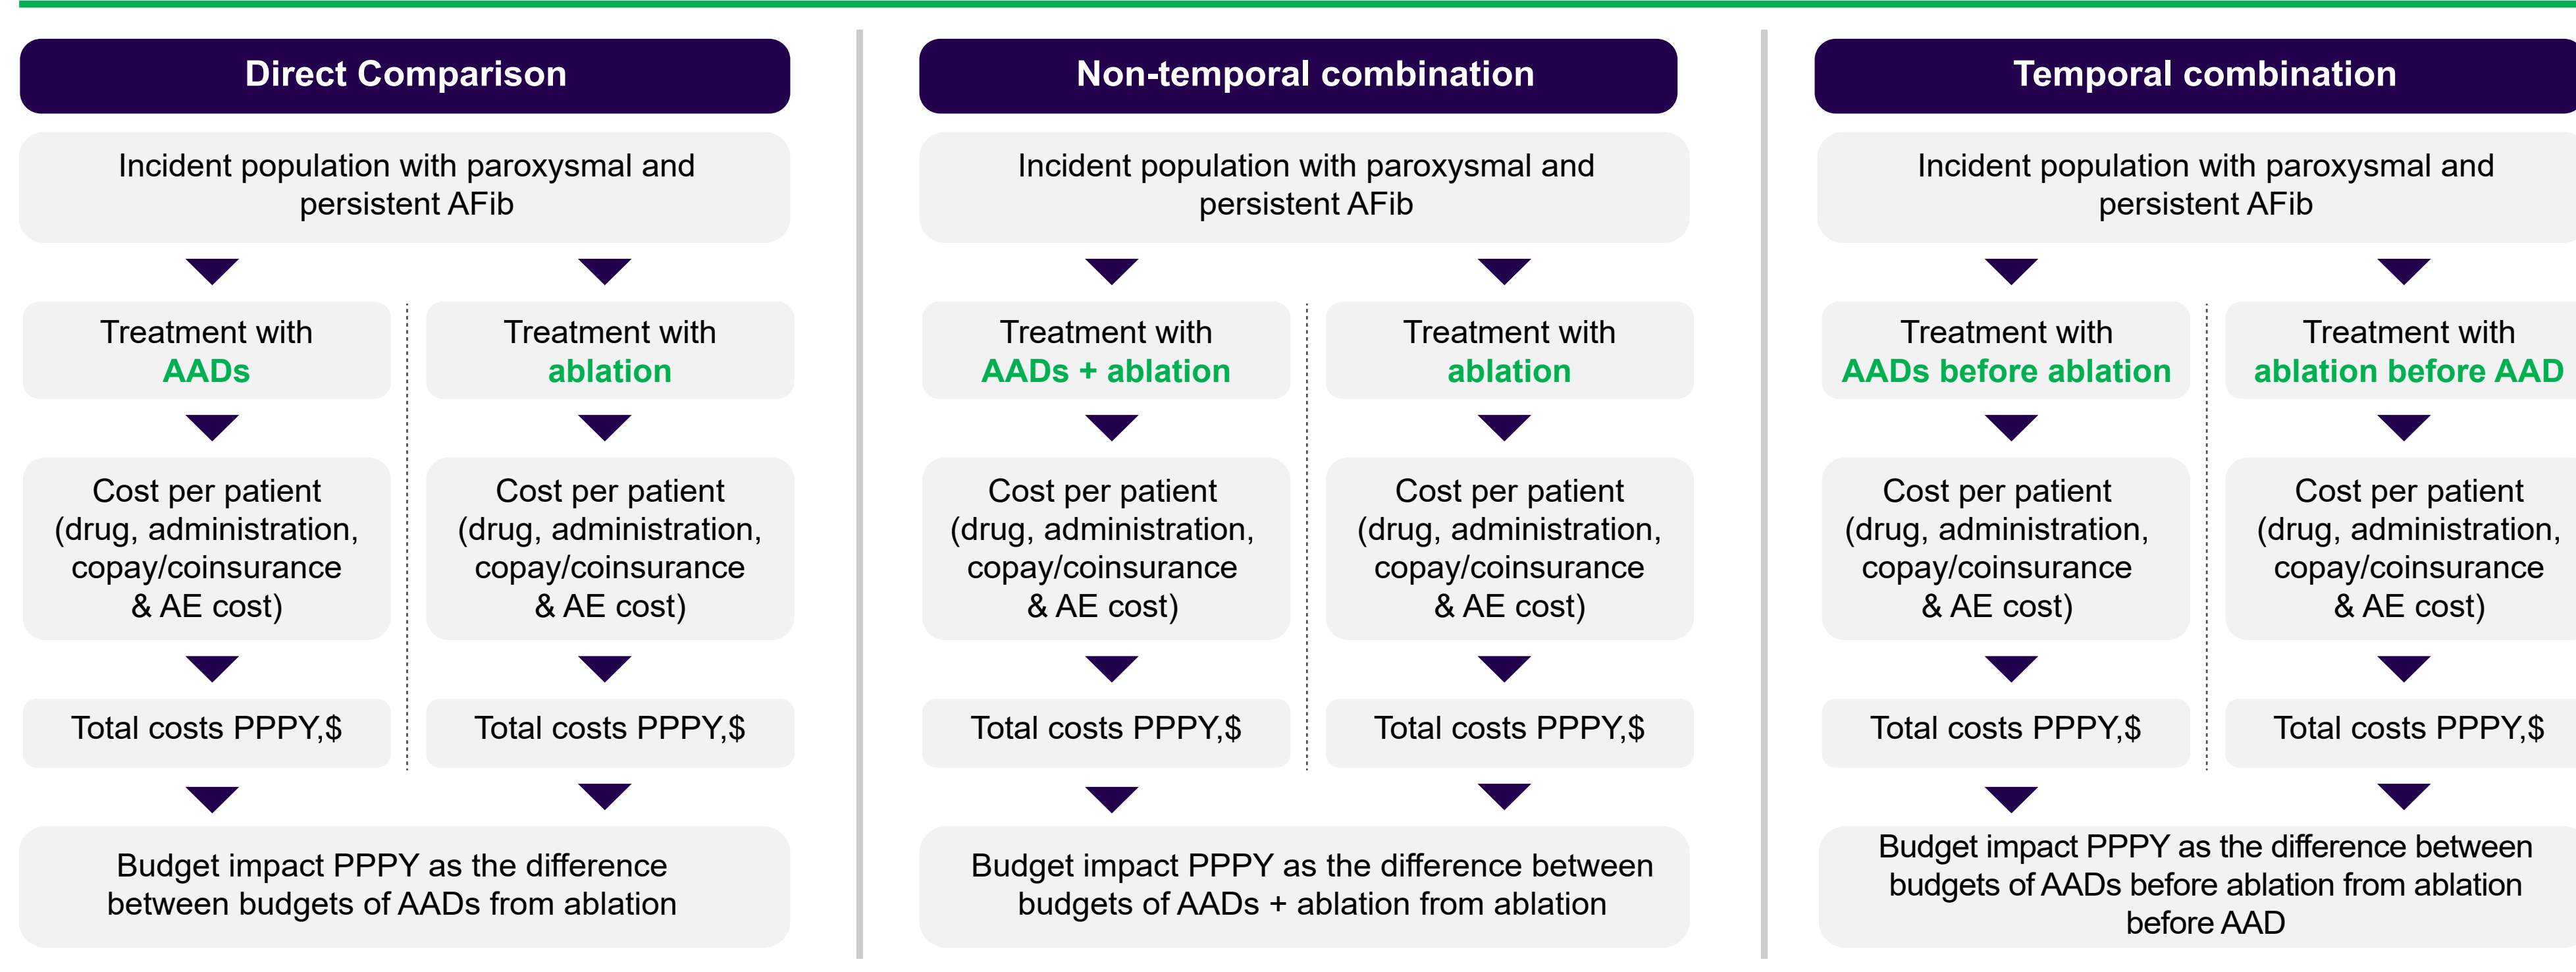 Direct Comparison
Incident population with paroxysmal and
persistent AFib
Treatment with
AADs
Treatment with
ablation
Cost per patient
(drug, administration,
copay/coinsurance
& AE cost)
Cost per patient
(drug, administration,
copay/coinsurance
& AE cost)
Total costs PPPY,$
Total costs PPPY,$
Budget impact PPPY as the difference
between budgets of AADs from ablation
Non-temporal combination
Incident population with paroxysmal and
persistent AFib
Treatment with
AADs + ablation
Treatment with
ablation
Cost per patient
(drug, administration,
copay/coinsurance
& AE cost)
Cost per patient
(drug, administration,
copay/coinsurance
& AE cost)
Total costs PPPY,$
Total costs PPPY,$
Budget impact PPPY as the difference between
budgets of AADs + ablation from ablation
Temporal combination
Incident population with paroxysmal and
persistent AFib
Treatment with
AADs before ablation
Treatment with
ablation before AAD
Cost per patient
(drug, administration,
copay/coinsurance
& AE cost)
Cost per patient
(drug, administration,
copay/coinsurance
& AE cost)
Total costs PPPY,$
Total costs PPPY,$
Budget impact PPPY as the difference between
budgets of AADs before ablation from ablation
before AAD